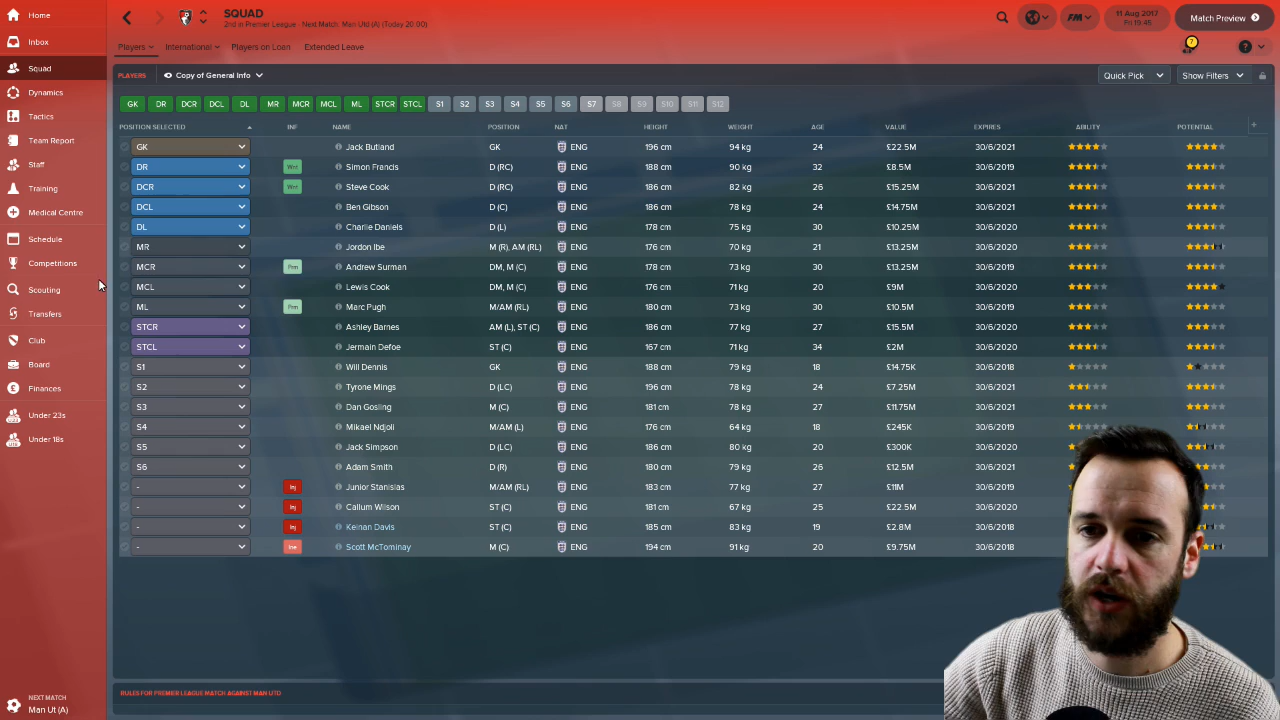 Home
Inbox
Squad
Dynamics
Tactics
Team Report
Staff
Training
Medical Centre
Schedule
Competitions
Scouting
Transfers
Club
Board
Finances
Under 23s
Under 18s
NEXT MATCH
Man Ut (A)
SQUAD
2nd in Premier League - Next Match: Man Utd (A) (Today 20:00)
FM
11 Aug 2017
Fri 19:45
Match Preview
Players International Players on Loan Extended Leave
7 ?
PLAYERS Copy of General Info Quick Pick Show Filters
GK DR DCR DCL DL MR MCR MCL ML STCR STCL S1 S2 S3 S4 S5 S6 S7 S8 S9 S10 S11 S12
POSITION SELECTED INF NAME POSITION NAT HEIGHT WEIGHT AGE VALUE EXPIRES ABILITY POTENTIAL
GK Jack Butland GK ENG 196 cm 94 kg 24 £22.5M 30/6/2021
DR Wnt Simon Francis D (RC) ENG 188 cm 90 kg 32 £8.5M 30/6/2021
DCR Wnt Steve Cook D (RC) ENG 186 cm 82 kg 26 £15.25M 30/6/2021
DCL Ben Gibson D (C) ENG 186 cm 78 kg 24 £14.75M 30/6/2021
DL Charlie Daniels D (L) ENG 178 cm 75 kg 30 £10.25M 30/6/2020
MR Jordon Ibe M (R), AM (RL) ENG 176 cm 70 kg 21 £13.25M 30/6/2020
MCR Prm Andrew Surman DM, M (C) ENG 178 cm 73 kg 30 £13.25M 30/6/2019
MCL Lewis Cook DM, M (C) ENG 176 cm 71 kg 20 £9M 30/6/2020
ML Prm Marc Pugh M/AM (RL) ENG 180 cm 73 kg 30 £10.5M 30/6/2019
STCR Ashley Barnes AM (L), ST (C) ENG 186 cm 77 kg 27 £15.5M 30/6/2020
STCL Jermain Defoe ST (C) ENG 167 cm 71 kg 34 £2M 30/6/2020
S1 Will Dennis GK ENG 188 cm 79 kg 18 £14.75K 30/6/2018
S2 Tyrone Mings D (LC) ENG 196 cm 78 kg 24 £7.25M 30/6/2021
S3 Dan Gosling M (C) ENG 181 cm 78 kg 27 £11.75M 30/6/2021
S4 Mikael Ndjoli M/AM (L) ENG 176 cm 64 kg 18 £245K 30/6/2019
S5 Jack Simpson D (LC) ENG 186 cm 80 kg 20 £300K 30/6/2020
S6 Adam Smith D (R) ENG 180 cm 79 kg 26 £12.5M 30/6/2021
- Inj Junior Stanislas M/AM (RL) ENG 183 cm 77 kg 27 £11M 30/6/2019
- Inj Callum Wilson ST (C) ENG 181 cm 67 kg 25 £22.5M 30/6/2020
- Inj Keinan Davis ST (C) ENG 185 cm 83 kg 19 £2.8M 30/6/2018
- Ine Scott McTominay M (C) ENG 194 cm 91 kg 20 £9.75M 30/6/2018
RULES FOR PREMIER LEAGUE MATCH AGAINST MAN UTD